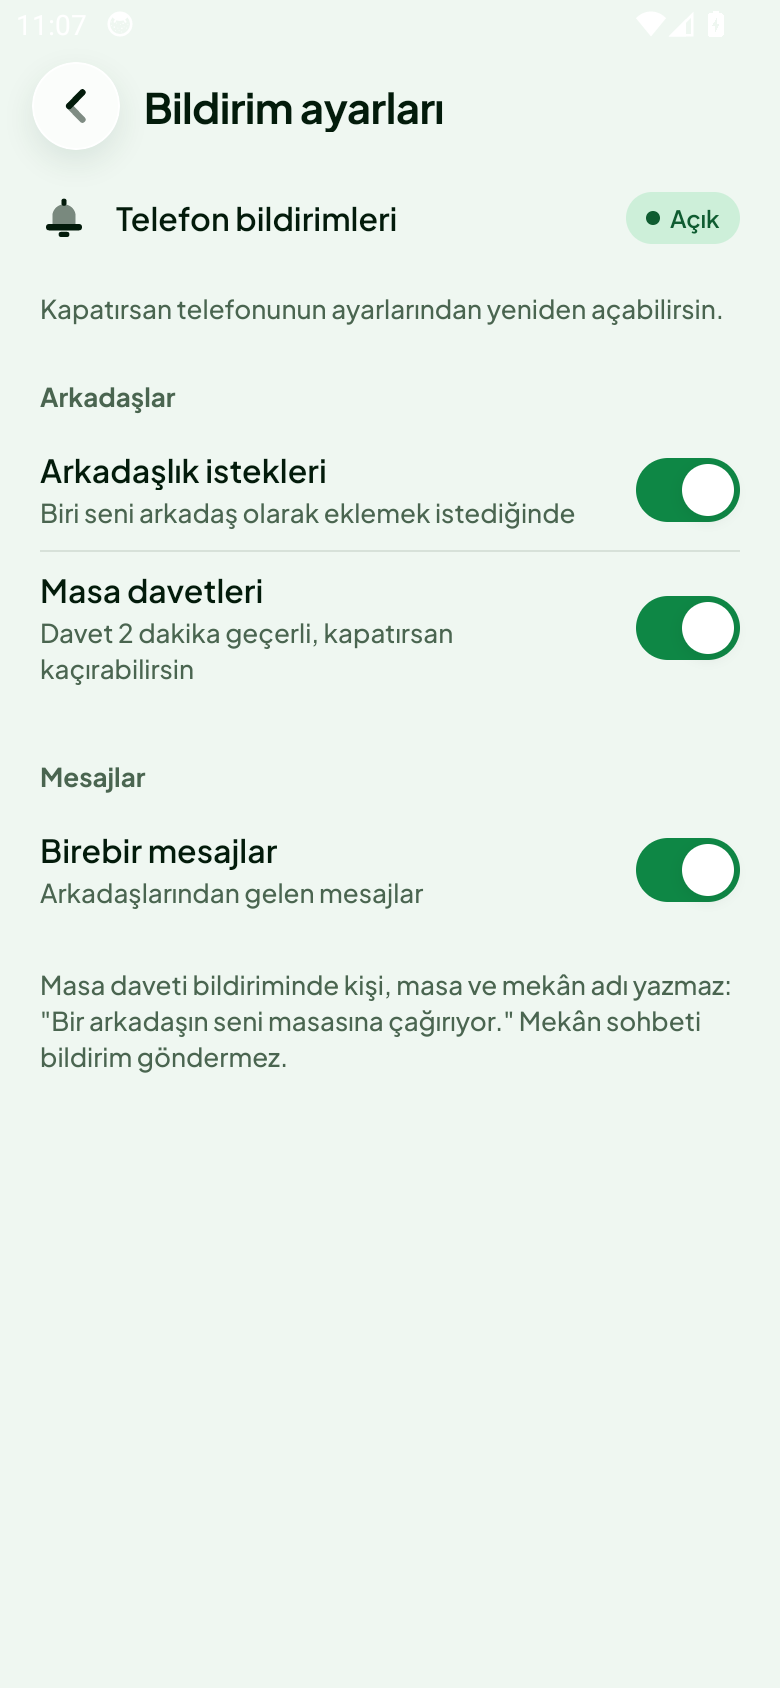 11:07
Bildirim ayarları
Telefon bildirimleri
Açık
Kapatırsan telefonunun ayarlarından yeniden açabilirsin.
Arkadaşlar
Arkadaşlık istekleri
Biri seni arkadaş olarak eklemek istediğinde
Masa davetleri
Davet 2 dakika geçerli, kapatırsan
kaçırabilirsin
Mesajlar
Birebir mesajlar
Arkadaşlarından gelen mesajlar
Masa daveti bildiriminde kişi, masa ve mekân adı yazmaz:
"Bir arkadaşın seni masasına çağırıyor." Mekân sohbeti
bildirim göndermez.